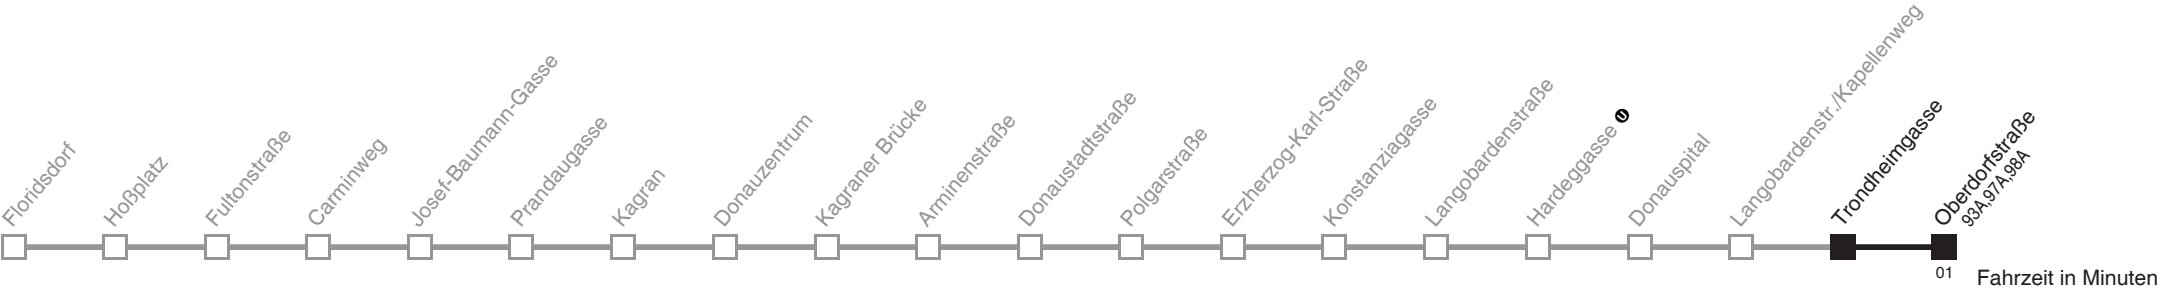 Floridsdorf
Hoßplatz
Fultonstraße
Carminweg
Josef-Baumann-Gasse
Prandaugasse
Kagran
Donauzentrum
Kagraner Brücke
Arminenstraße
Donaustadtstraße
Polgarstraße
Erzherzog-Karl-Straße
Konstanziagasse
Langobardenstraße
Hardeggasse U
Donauspital
Langobardenstr./Kapellenweg
Trondheimgasse
Oberdorfstraße
93A,97A,98A
01
Fahrzeit in Minuten